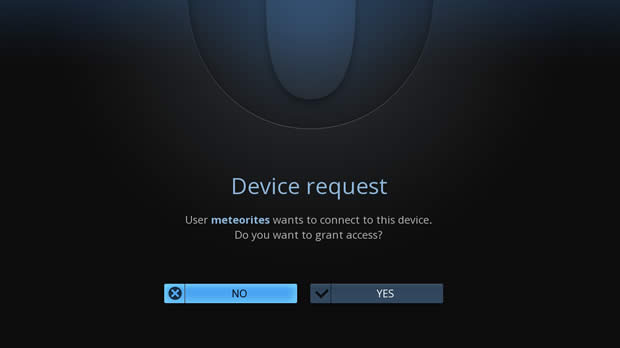 Device request
User meteorites wants to connect to this device.
Do you want to grant access?
NO
YES